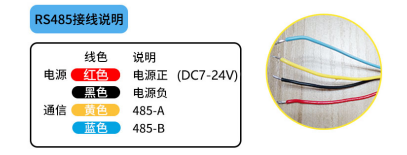 RS485接线说明
线色 说明
电源 红色 电源正 (DC7-24V)
黑色 电源负
通信 黄色 485-A
蓝色 485-B